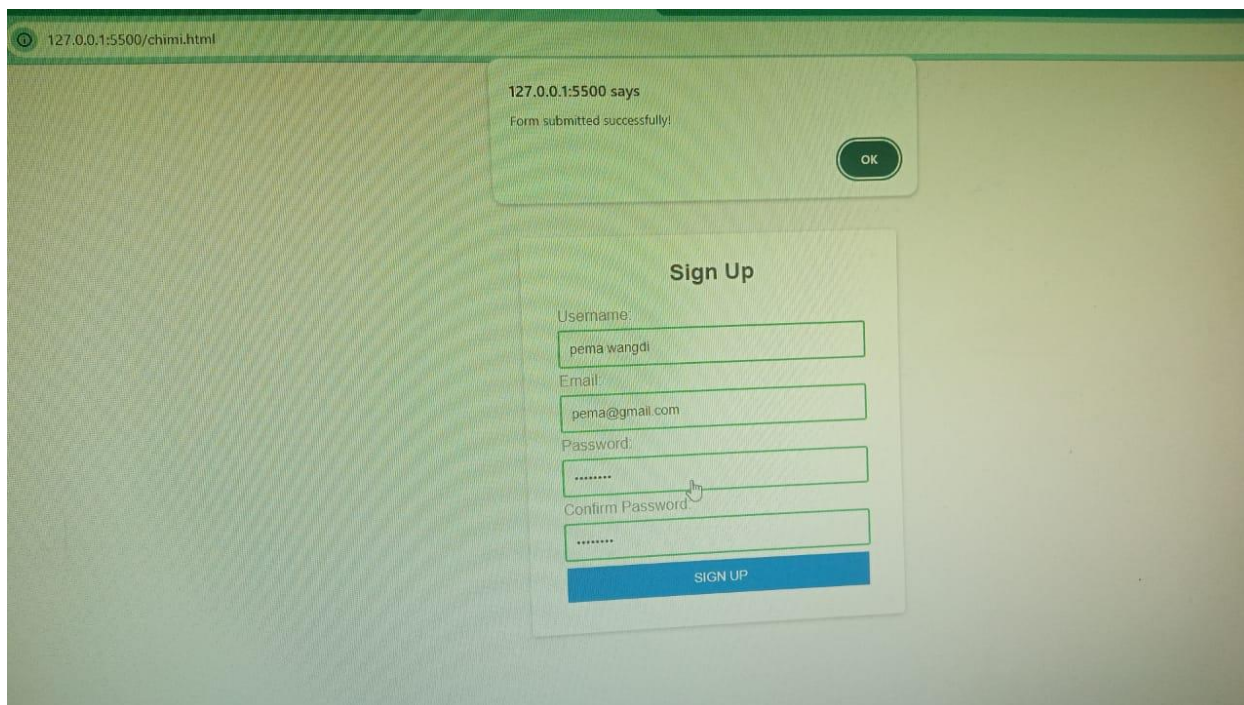 127.0.0.1:5500/chimi.html
127.0.0.1:5500 says
Form submitted successfully!
OK
Sign Up
Username:
pema wangdi
Email:
pema@gmail.com
Password:
........
Confirm Password:
........
SIGN UP